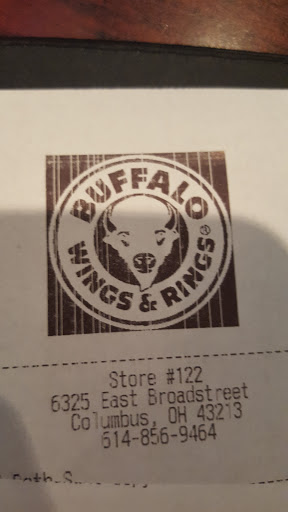 BUFFALO
WINGS & RINGS®
Store #122
6325 East Broadstreet
Columbus, OH 43213
614-856-9464